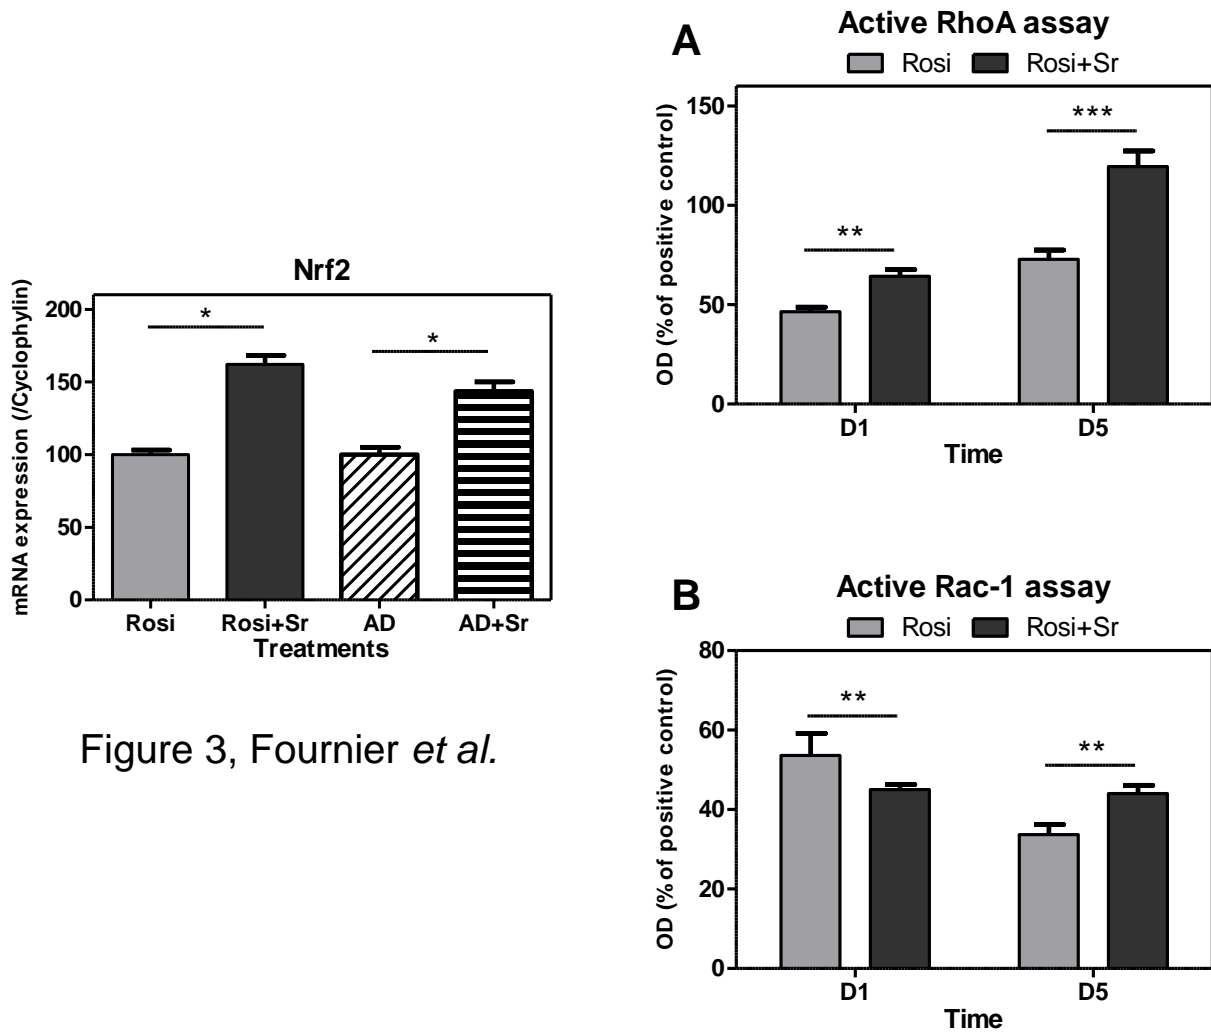 Nrf2
mRNA expression (/Cyclophylin)
200
150
100
50
0
*
*
Rosi Rosi+Sr AD AD+Sr
Treatments
Figure 3, Fournier et al.
A
Active RhoA assay
Rosi Rosi+Sr
OD (% of positive control)
150
100
50
0
**
***
D1 D5
Time
B
Active Rac-1 assay
Rosi Rosi+Sr
OD (% of positive control)
80
60
40
20
0
**
**
D1 D5
Time